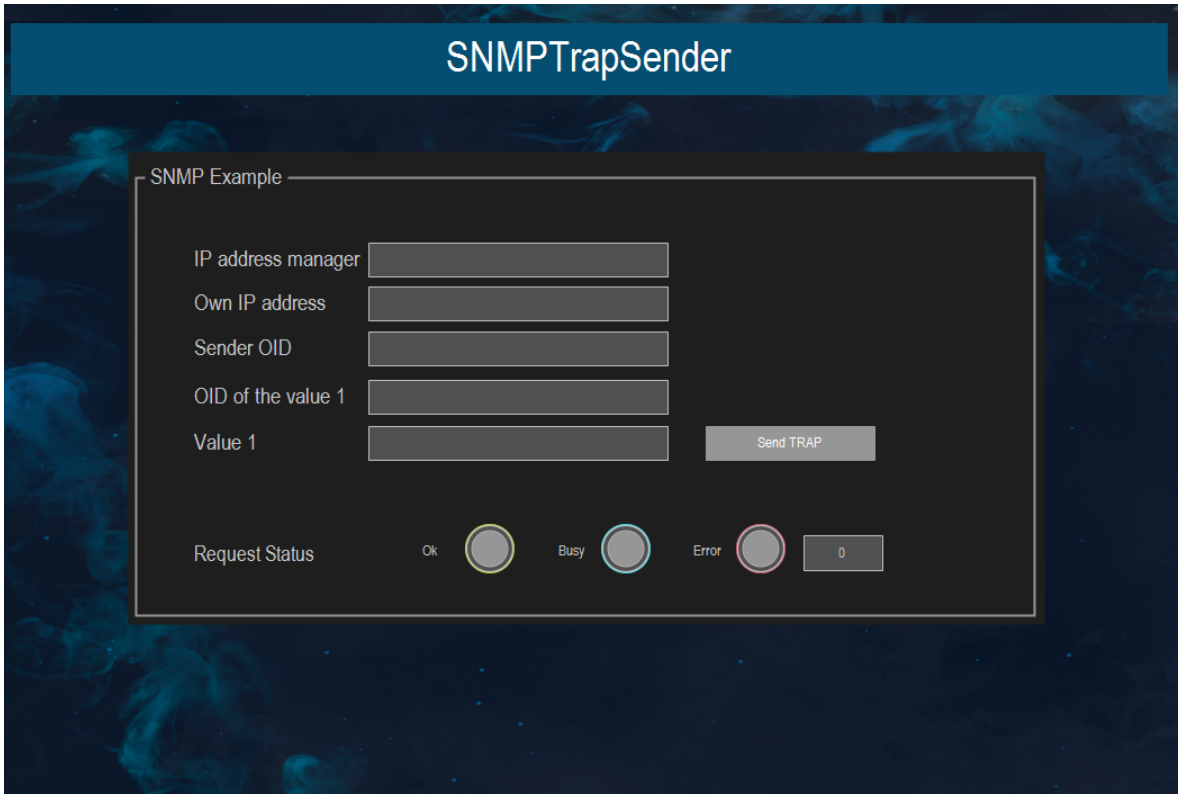 SNMPTrapSender
SNMP Example
IP address manager
Own IP address
Sender OID
OID of the value 1
Value 1
Send TRAP
Request Status
Ok
Busy
Error
0